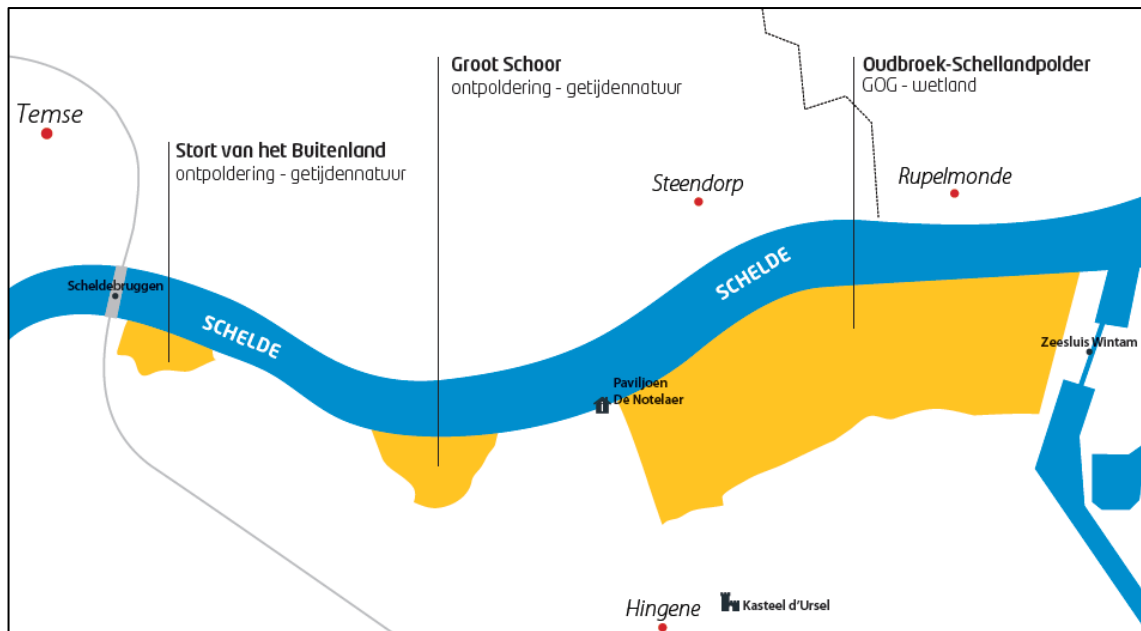 Temse
Stort van het Buitenland
ontpoldering - getijdennatuur
Groot Schoor
ontpoldering - getijdennatuur
Oudbroek-Schellandpolder
GOG - wetland
Steendorp
Rupelmonde
Scheldebruggen
SCHELDE
SCHELDE
Zeesluis Wintam
Paviljoen
De Notelaer
Hingene
Kasteel d'Ursel